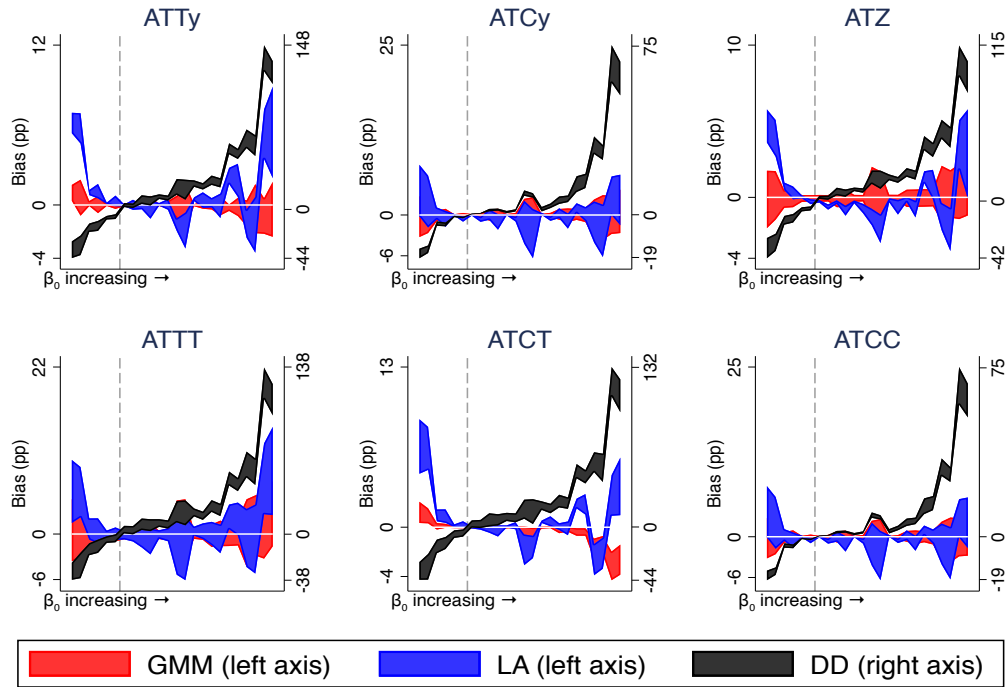 ATTy
ATCy
ATZ
Bias (pp)
12
0
-4
148
0
-44
β₀ increasing →
Bias (pp)
25
0
-6
75
0
-19
β₀ increasing →
Bias (pp)
10
0
-4
115
0
-42
β₀ increasing →
ATTT
ATCT
ATCC
Bias (pp)
22
0
-6
138
0
-38
β₀ increasing →
Bias (pp)
13
0
-4
132
0
-44
β₀ increasing →
Bias (pp)
25
0
-6
75
0
-19
β₀ increasing →
GMM (left axis) LA (left axis) DD (right axis)